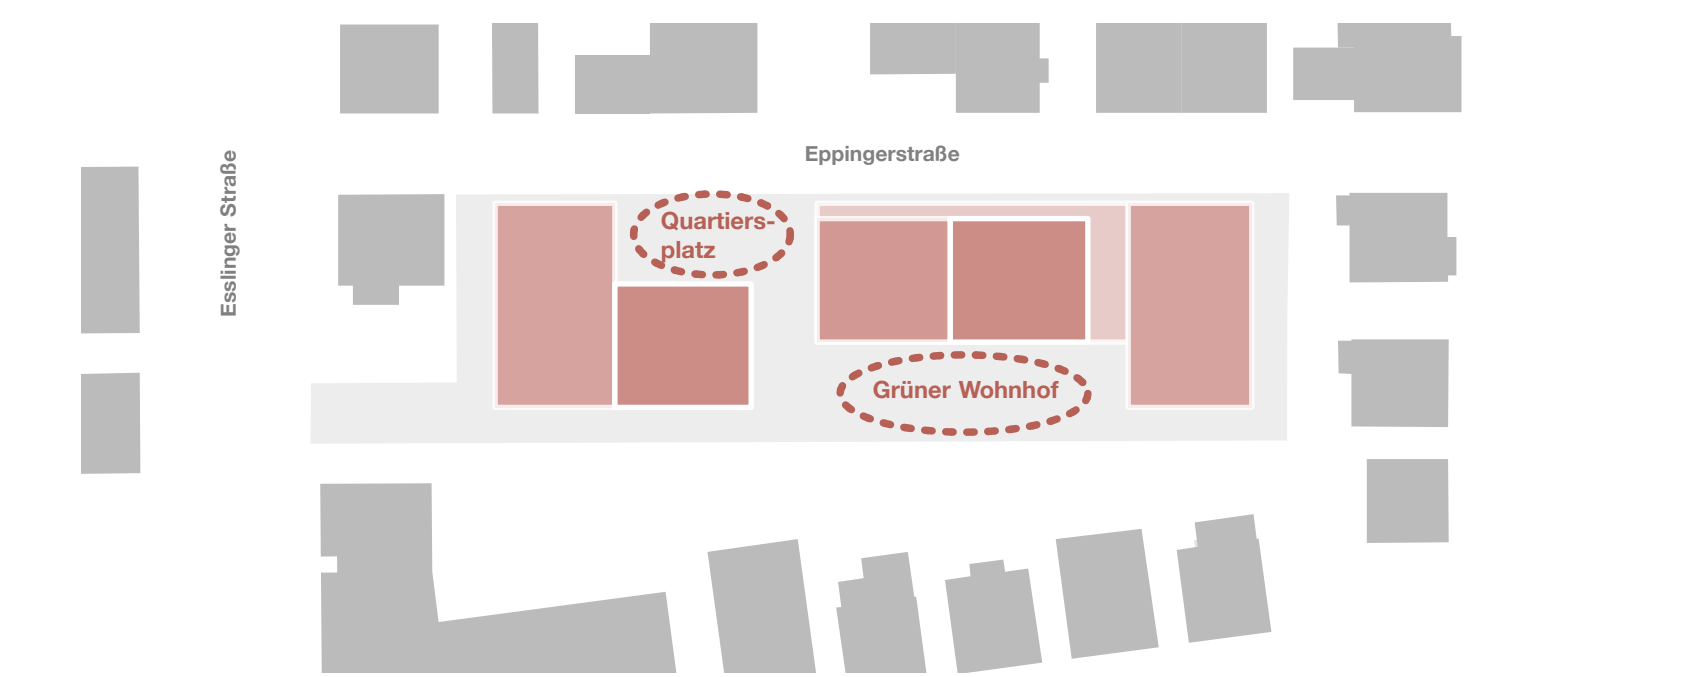 Eppingerstraße
Esslinger Straße
Quartiers-
platz
Grüner Wohnhof